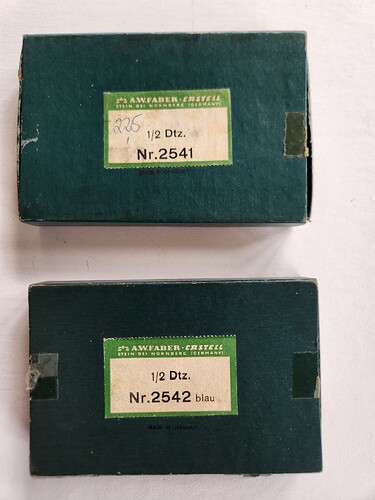 A.W.FABER-CASTELL
STEIN BEI NÜRNBERG (GERMANY)
225
1/2 Dtz.
Nr.2541
A.W.FABER-CASTELL
STEIN BEI NÜRNBERG (GERMANY)
1/2 Dtz.
Nr.2542 blau
MADE IN GERMANY